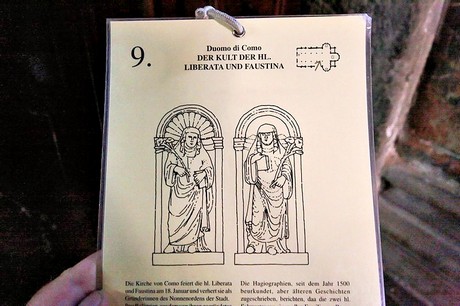 9.
Duomo di Como
DER KULT DER HL.
LIBERATA UND FAUSTINA
Die Kirche von Como feiert die hl. Liberata
und Faustina am 18. Januar und verehrt sie als
Gründerinnen des Nonnenordens der Stadt.
Die Hagiographien, seit dem Jahr 1500
beurkundet, aber älteren Geschichten
zugeschrieben, berichten, daß die zwei hl.